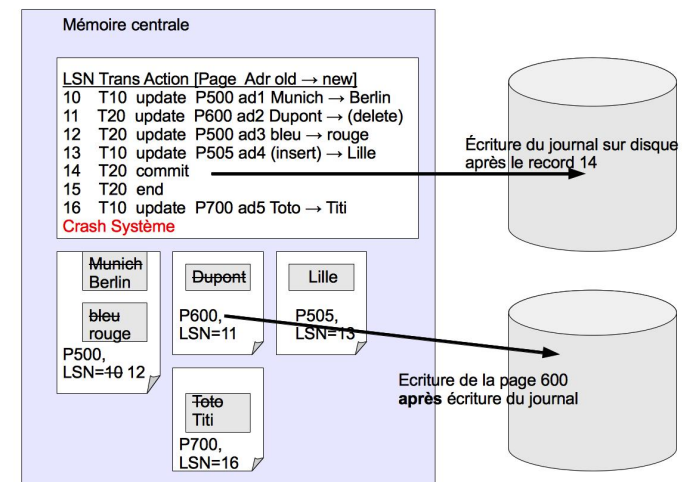 Mémoire centrale
LSN Trans Action [Page Adr old → new]
10 T10 update P500 ad1 Munich → Berlin
11 T20 update P600 ad2 Dupont → (delete)
12 T20 update P500 ad3 bleu → rouge
13 T10 update P505 ad4 (insert) → Lille
14 T20 commit
15 T20 end
16 T10 update P700 ad5 Toto → Titi
Crash Système
Écriture du journal sur disque
après le record 14
Munich
Berlin
bleu
rouge
P500,
LSN=10 12
Dupont
P600,
LSN=11
Lille
P505,
LSN=13
Toto
Titi
P700,
LSN=16
Ecriture de la page 600
après écriture du journal